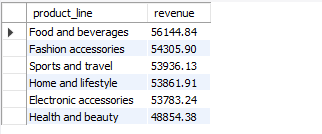 product_line revenue
Food and beverages 56144.84
Fashion accessories 54305.90
Sports and travel 53936.13
Home and lifestyle 53861.91
Electronic accessories 53783.24
Health and beauty 48854.38